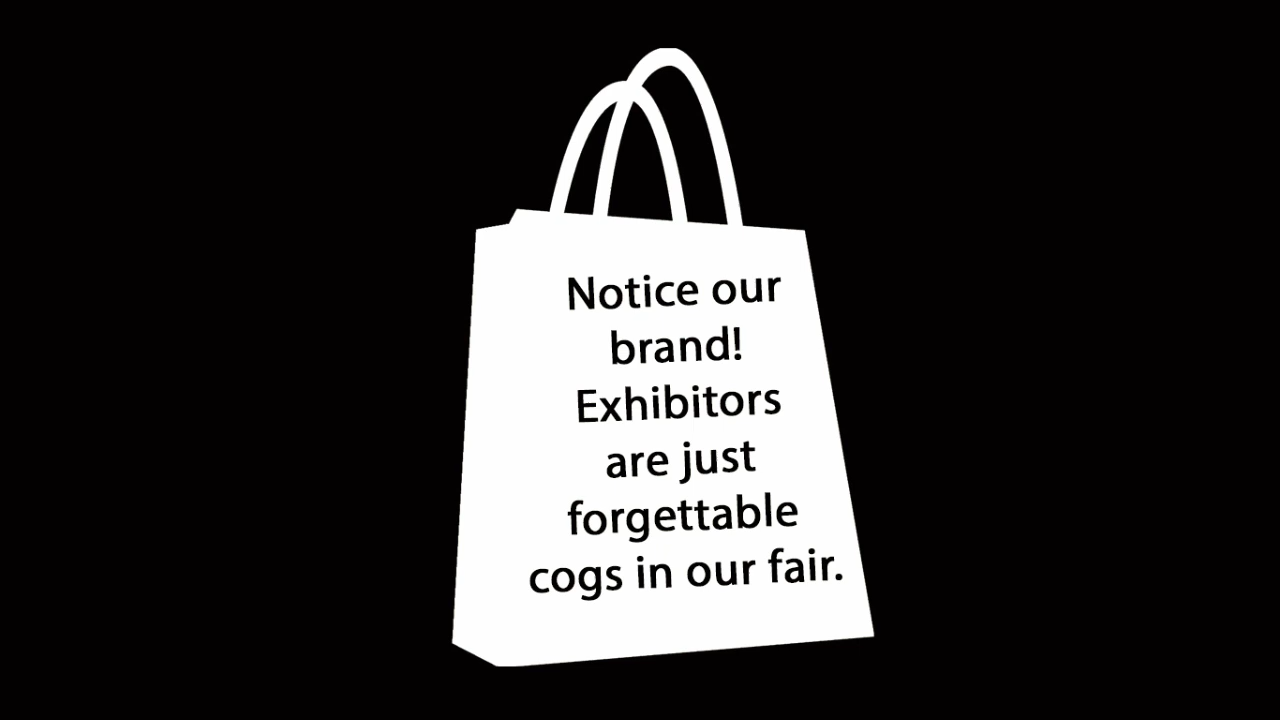 Notice our
brand!
Exhibitors
are just
forgettable
cogs in our fair.